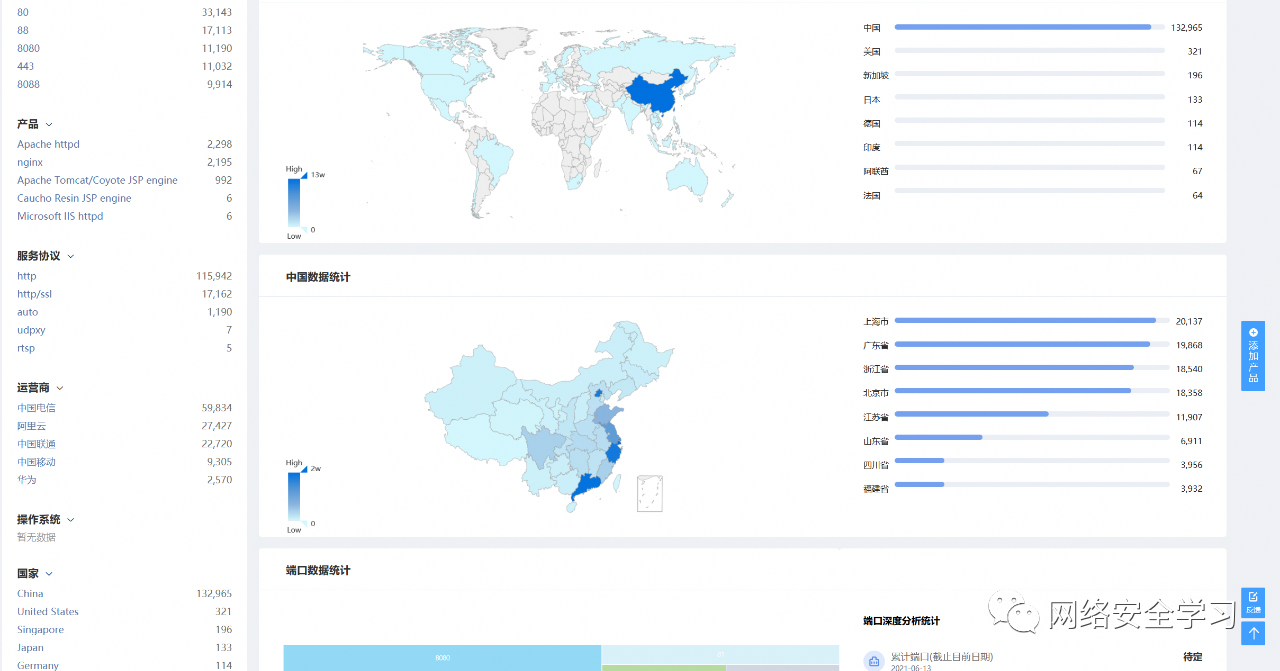 80 33,143
88 17,113
8080 11,190
443 11,032
8088 9,914
产品
Apache httpd 2,298
nginx 2,195
Apache Tomcat/Coyote JSP engine 992
Caucho Resin JSP engine 6
Microsoft IIS httpd 6
服务协议
http 115,942
http/ssl 17,162
auto 1,190
udpxy 7
rtsp 5
运营商
中国电信 59,834
阿里云 27,427
中国联通 22,720
中国移动 9,305
华为 2,570
操作系统
暂无数据
国家
China 132,965
United States 321
Singapore 196
Japan 133
Germany 114
High
13w
0
Low
中国 132,965
美国 321
新加坡 196
日本 133
德国 114
印度 114
阿联酋 67
法国 64
中国数据统计
High
2w
0
Low
上海市 20,137
广东省 19,868
浙江省 18,540
北京市 18,358
江苏省 11,907
山东省 6,911
四川省 3,956
福建省 3,932
端口数据统计
8080
端口深度分析统计
累计端口(截止目前日期) 待定
2021-06-13
添加产品
反馈
网络安全学习